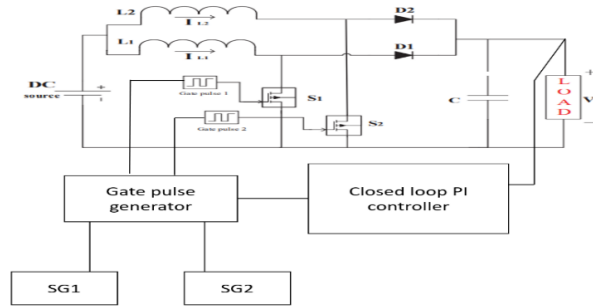 L2
I L2
D2
L1
I L1
D1
DC
source
+
Gate pulse 1
S1
Gate pulse 2
S2
C
LOAD
+
V
-
Gate pulse
generator
Closed loop PI
controller
SG1
SG2